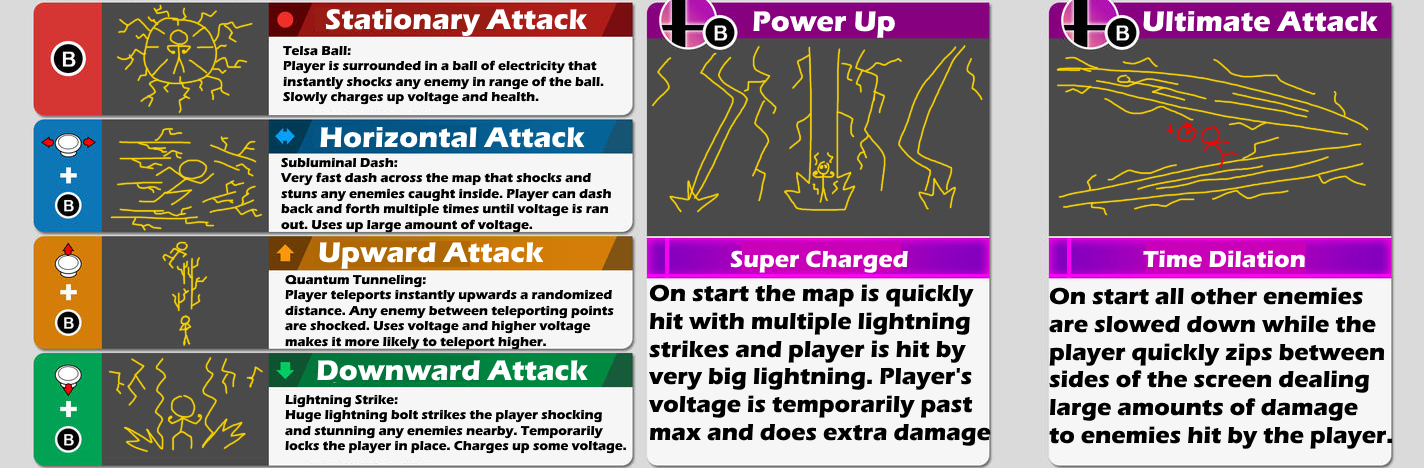 B
Stationary Attack
Telsa Ball:
Player is surrounded in a ball of electricity that
instantly shocks any enemy in range of the ball.
Slowly charges up voltage and health.
+
B
Horizontal Attack
Subluminal Dash:
Very fast dash across the map that shocks and
stuns any enemies caught inside. Player can dash
back and forth multiple times until voltage is ran
out. Uses up large amount of voltage.
+
B
Upward Attack
Quantum Tunneling:
Player teleports instantly upwards a randomized
distance. Any enemy between teleporting points
are shocked. Uses voltage and higher voltage
makes it more likely to teleport higher.
+
B
Downward Attack
Lightning Strike:
Huge lightning bolt strikes the player shocking
and stunning any enemies nearby. Temporarily
locks the player in place. Charges up some voltage.
B
Power Up
Super Charged
On start the map is quickly
hit with multiple lightning
strikes and player is hit by
very big lightning. Player's
voltage is temporarily past
max and does extra damage
B
Ultimate Attack
Time Dilation
On start all other enemies
are slowed down while the
player quickly zips between
sides of the screen dealing
large amounts of damage
to enemies hit by the player.